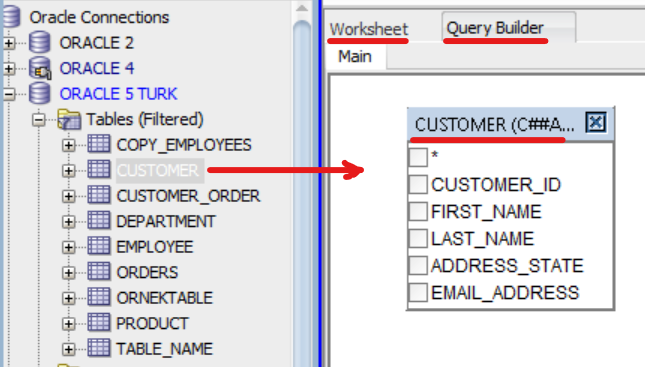 Oracle Connections
ORACLE 2
ORACLE 4
ORACLE 5 TURK
Tables (Filtered)
COPY_EMPLOYEES
CUSTOMER
CUSTOMER_ORDER
DEPARTMENT
EMPLOYEE
ORDERS
ORNEKTABLE
PRODUCT
TABLE_NAME
Worksheet Query Builder
Main
CUSTOMER (C##A...
*
CUSTOMER_ID
FIRST_NAME
LAST_NAME
ADDRESS_STATE
EMAIL_ADDRESS